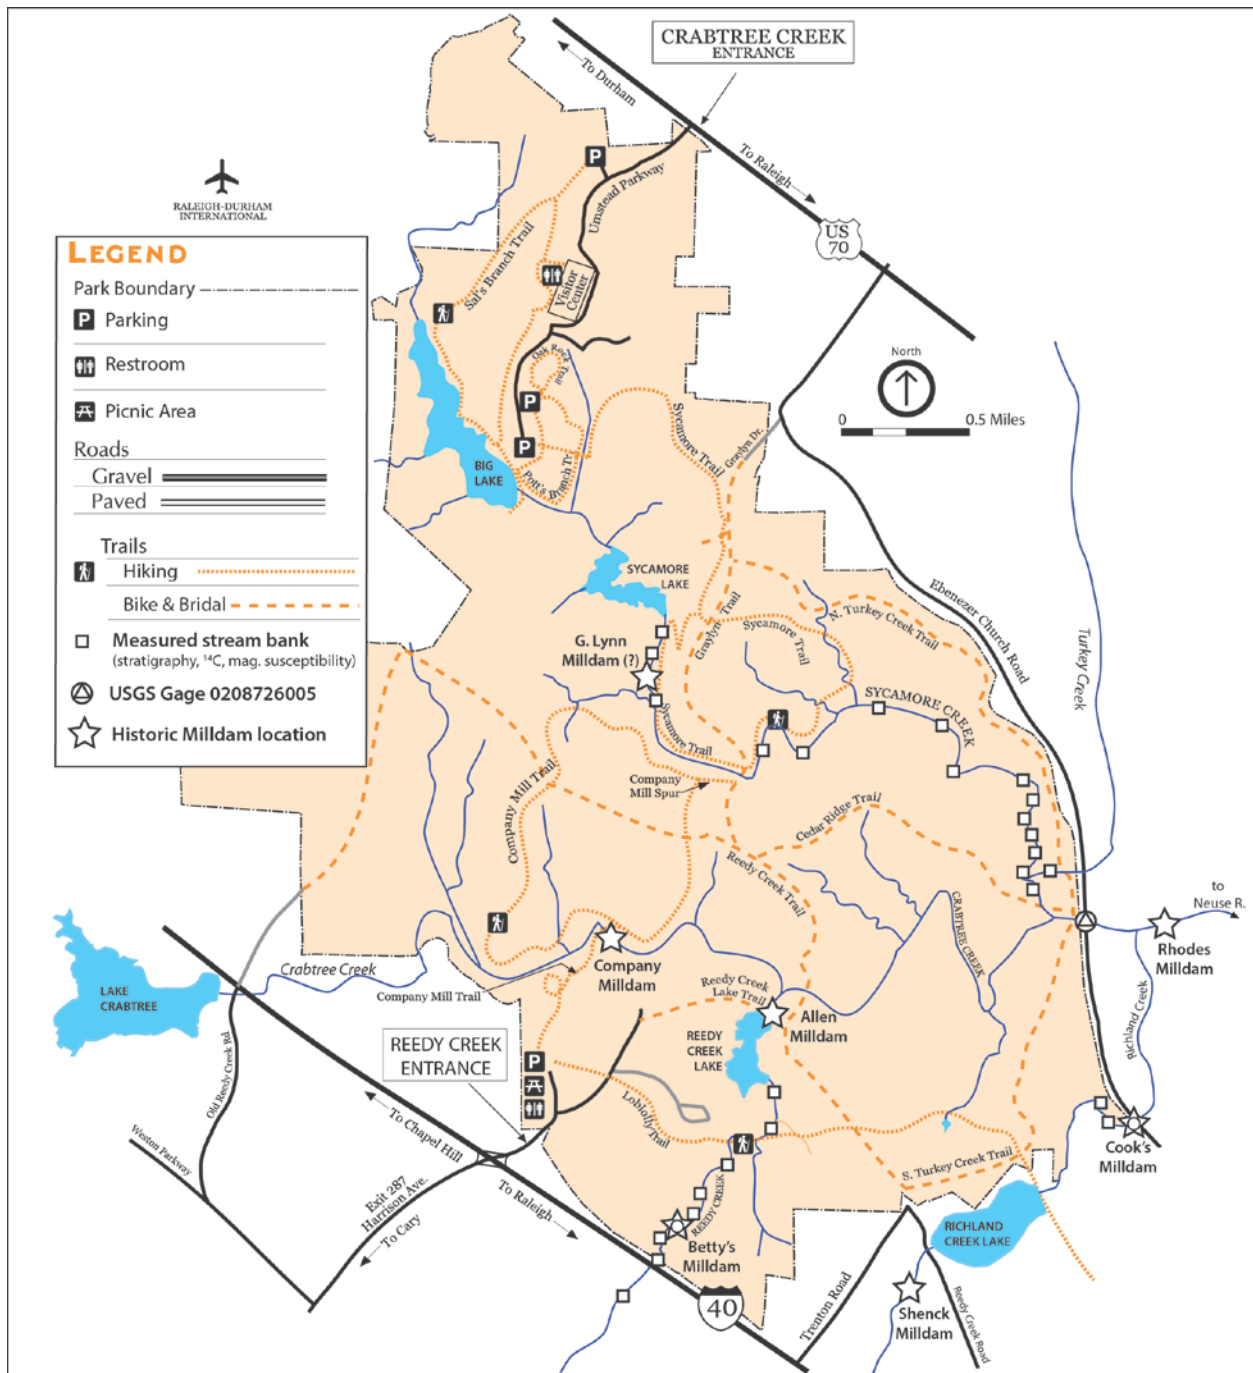 CRABTREE CREEK
ENTRANCE
To Durham
To Raleigh
US
70
RALEIGH-DURHAM
INTERNATIONAL
LEGEND
Park Boundary
P Parking
Restroom
Picnic Area
Roads
Gravel
Paved
Trails
Hiking
Bike & Bridal
Measured stream bank
(stratigraphy, ¹⁴C, mag. susceptibility)
USGS Gage 0208726005
Historic Milldam location
P
Umstead Parkway
Sal's Branch Trail
Visitor
Center
Oak Rock
Trail
P
P
Pott's Branch Tr.
BIG
LAKE
North
0
0.5 Miles
Sycamore Trail
Graylyn Dr.
SYCAMORE
LAKE
Graylyn Trail
Sycamore Trail
N. Turkey Creek Trail
Ebenezer Church Road
Turkey Creek
G. Lynn
Milldam (?)
SYCAMORE CREEK
Sycamore Trail
Company
Mill Spur
Company Mill Trail
Cedar Ridge Trail
Reedy Creek Trail
CRABTREE CREEK
to
Neuse R.
Rhodes
Milldam
Richland Creek
Crabtree Creek
LAKE
CRABTREE
Company
Milldam
Company Mill Trail
Reedy Creek
Lake Trail
Allen
Milldam
REEDY
CREEK
LAKE
REEDY CREEK
ENTRANCE
P
Old Reedy Creek Rd
To Chapel Hill
Weston Parkway
Loblolly Trail
Exit 287
Harrison Ave.
To Cary
To Raleigh
REEDY CREEK
Betty's
Milldam
S. Turkey Creek Trail
Cook's
Milldam
RICHLAND
CREEK LAKE
40
Trenton Road
Shenck
Milldam
Reedy Creek Road